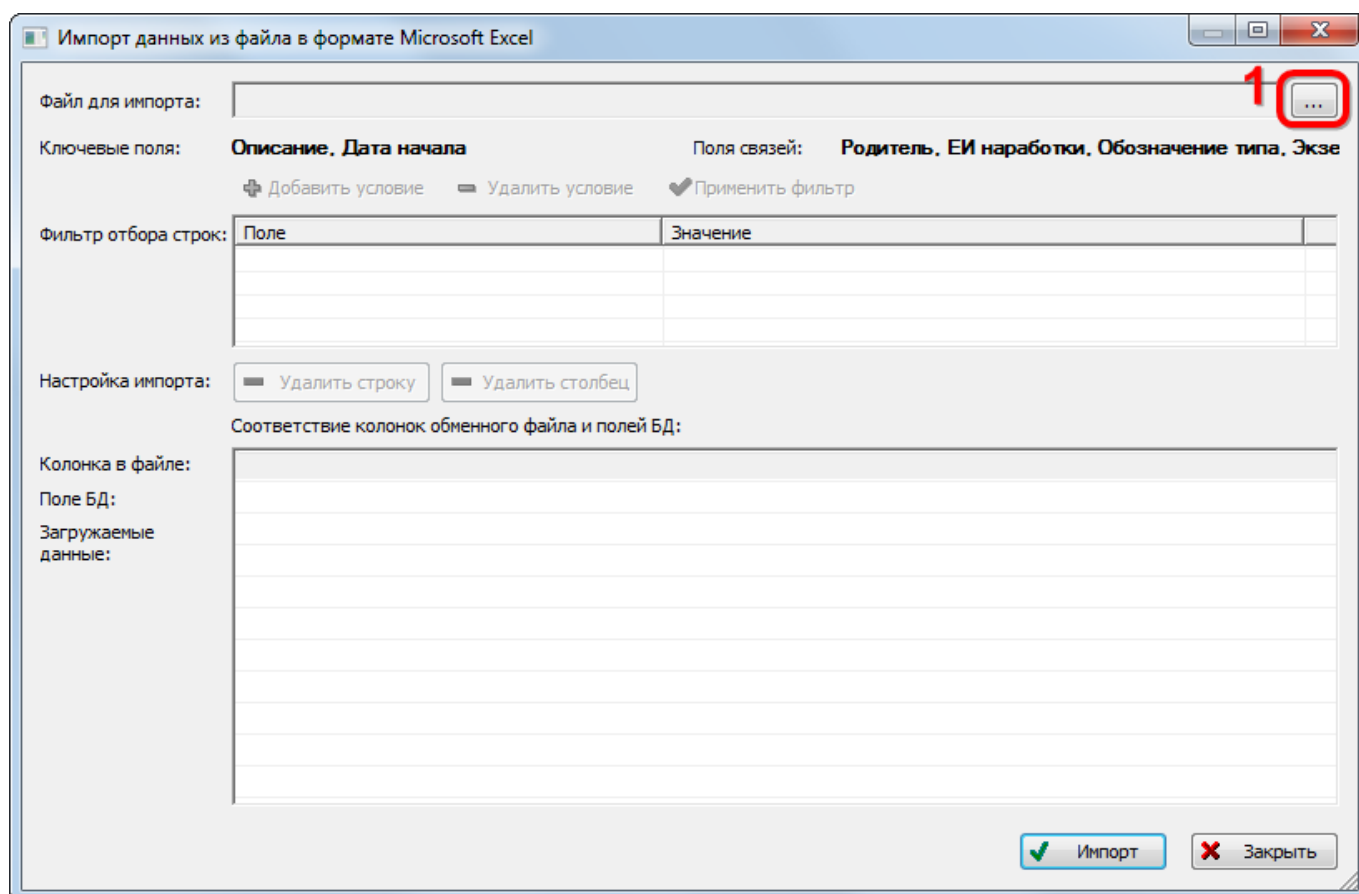 Импорт данных из файла в формате Microsoft Excel
1
Файл для импорта: ...
Ключевые поля: Описание, Дата начала Поля связей: Родитель, ЕИ наработки, Обозначение типа, Экзе
Добавить условие Удалить условие Применить фильтр
Фильтр отбора строк: Поле Значение
Настройка импорта: Удалить строку Удалить столбец
Соответствие колонок обменного файла и полей БД:
Колонка в файле:
Поле БД:
Загружаемые
данные:
Импорт Закрыть